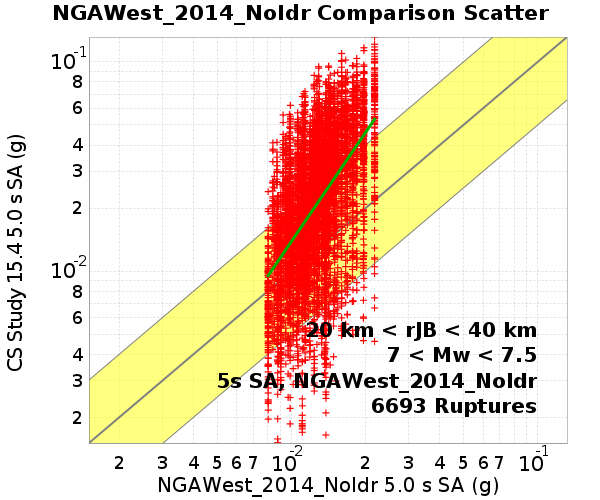 NGAWest_2014_NoIdr Comparison Scatter
CS Study 15.4 5.0 s SA (g)
10-1
8
6
4
3
2
10-2
8
6
4
3
2
20 km < rJB < 40 km
7 < Mw < 7.5
5s SA, NGAWest_2014_NoIdr
6693 Ruptures
2 3 4 5 6 7 10-2 2 3 4 5 6 7 10-1
NGAWest_2014_NoIdr 5.0 s SA (g)